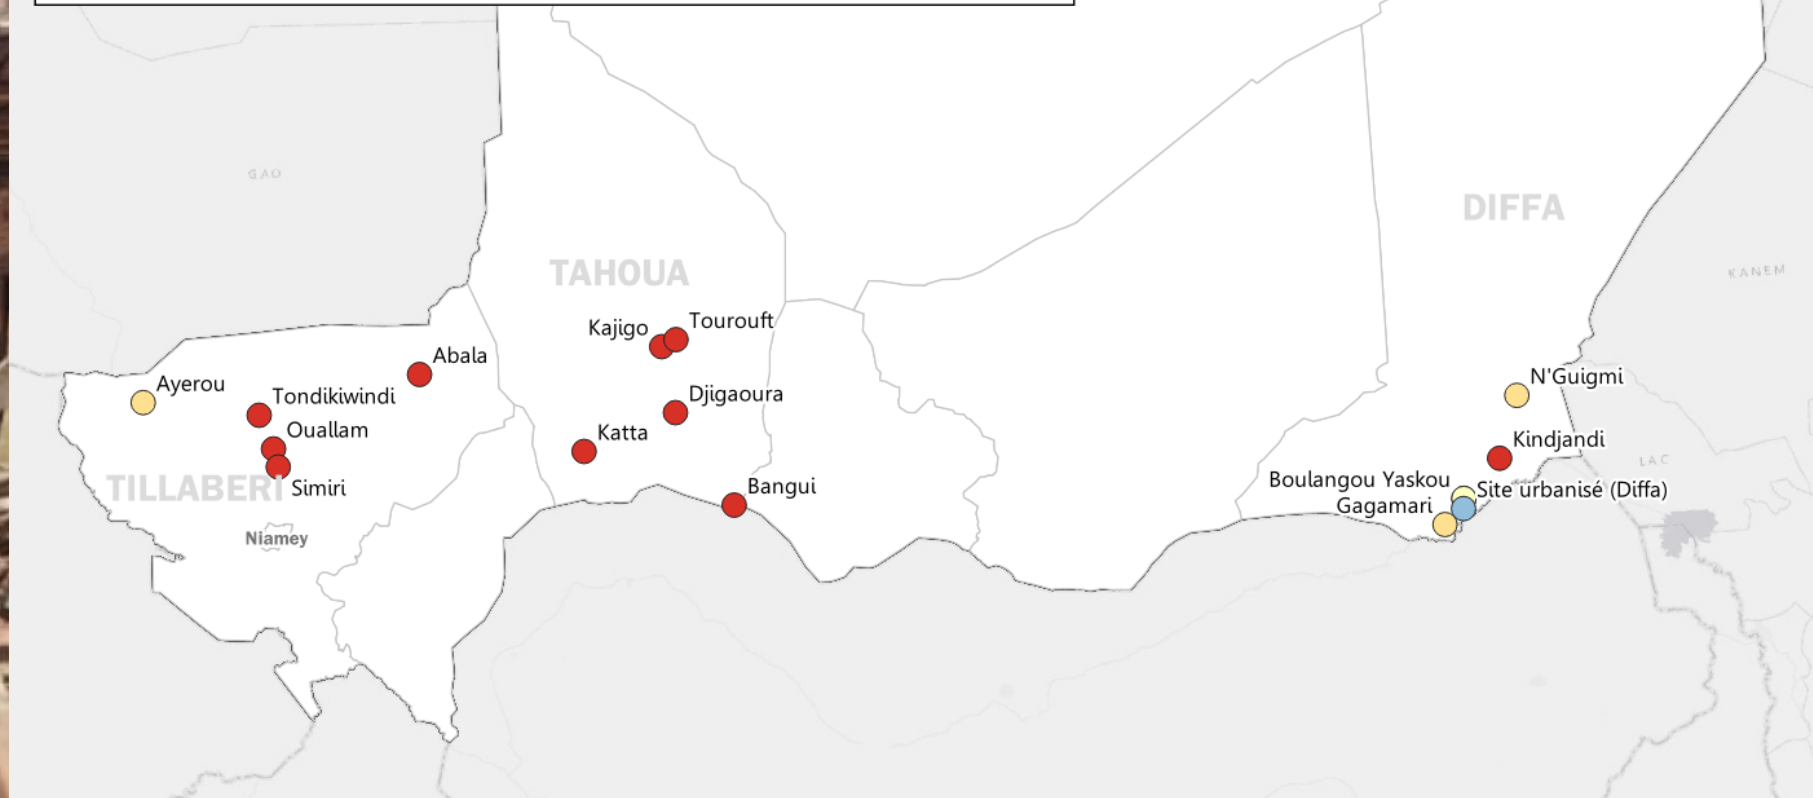 GAO
DIFFA
TAHOUA
KANEM
Tourouft
Kajigo
Abala
Ayerou
N'Guigmi
Tondikiwindi
Djigaoura
Ouallam
Katta
Kindjandi
LAC
TILLABERI
Simiri
Bangui
Boulangou Yaskou
Site urbanisé (Diffa)
Gagamari
Niamey